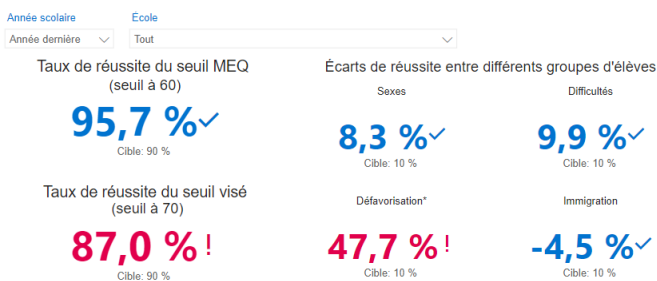 Année scolaire
École
Année dernière
Tout
Taux de réussite du seuil MEQ
(seuil à 60)
95,7 %
Cible: 90 %
Taux de réussite du seuil visé
(seuil à 70)
87,0 % !
Cible: 90 %
Écarts de réussite entre différents groupes d'élèves
Sexes
8,3 %
Cible: 10 %
Difficultés
9,9 %
Cible: 10 %
Défavorisation*
47,7 % !
Cible: 10 %
Immigration
-4,5 %
Cible: 10 %